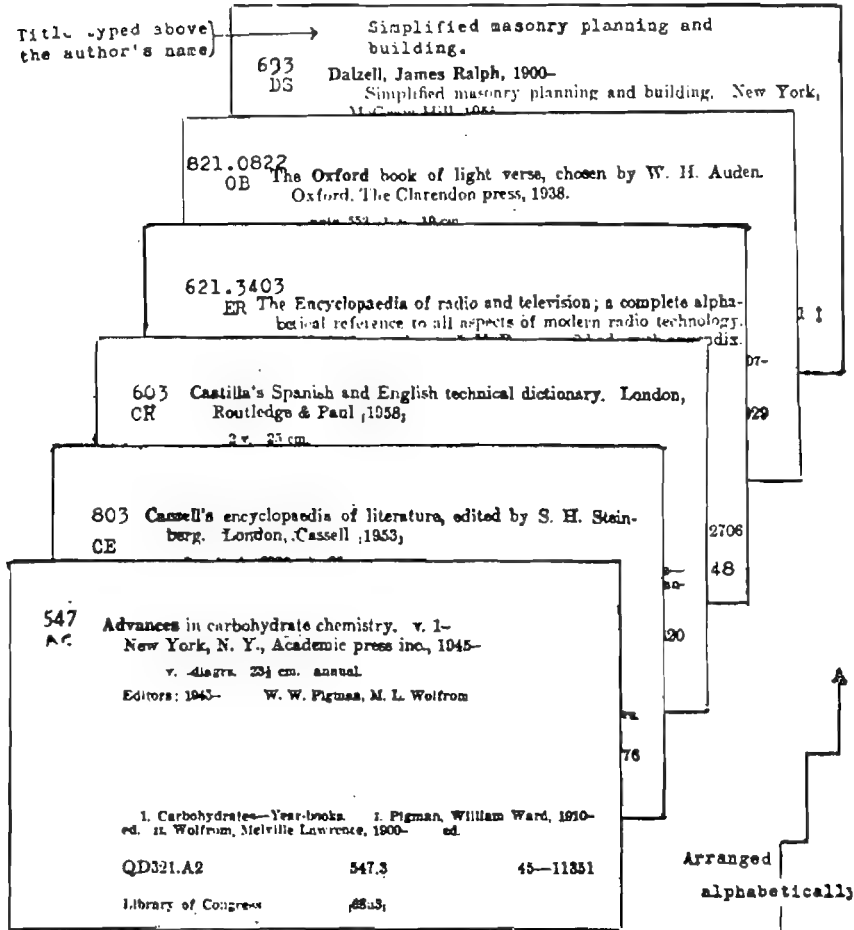 Simplified masonry planning and
building.
above
the author's name
693
DS
Dalzell, James Ralph, 1900–
Simplified masonry planning and building. New York,
821.0822
OB
The Oxford book of light verse, chosen by W. H. Auden.
Oxford, The Clarendon press, 1938.
621.3403
ER
The Encyclopaedia of radio and television; a complete alpha-
betical reference to all aspects of modern radio technology.
dix.
07-
929
603
Castilla's Spanish and English technical dictionary. London,
Routledge & Paul ,1958,
2 v. 25 cm.
2706
48
803
CE
Cassell's encyclopaedia of literature, edited by S. H. Stein-
berg. London, Cassell ,1953,
20
76
547
Advances in carbohydrate chemistry. v. 1–
New York, N. Y., Academic press inc., 1945–
v. diagrs. 23½ cm. annual.
Editors: 1945– W. W. Pigman, M. L. Wolfrom
1. Carbohydrates—Year-books. I. Pigman, William Ward, 1910–
ed. II. Wolfrom, Melville Lawrence, 1900– ed.
QD321.A2 547.3 45—11351
Library of Congress
Arranged
alphabetically